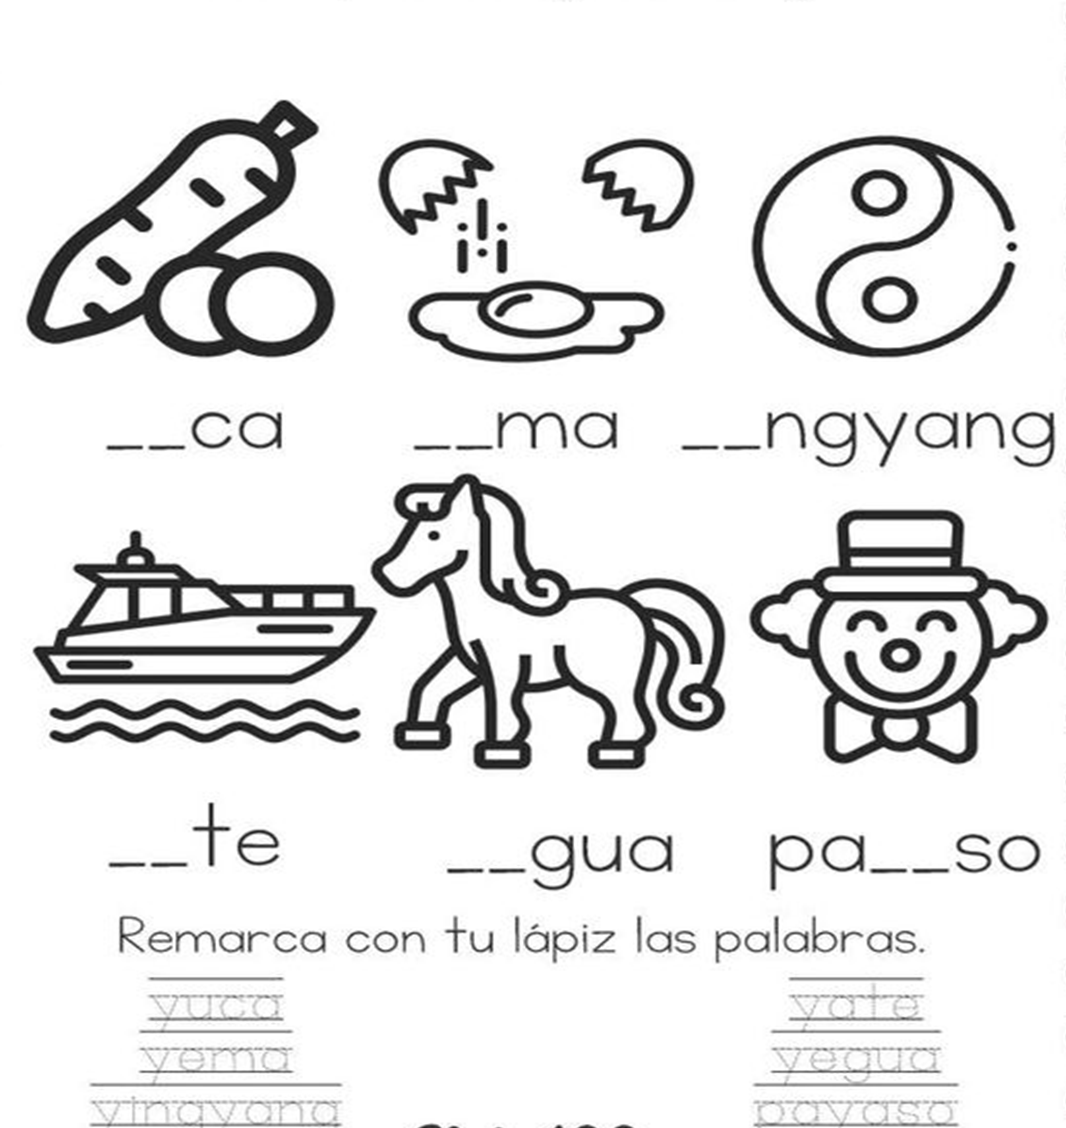 __ca __ma __ngyang
__te __gua pa__so
Remarca con tu lápiz las palabras.
yuca yate
yema yegua
yingyang payaso